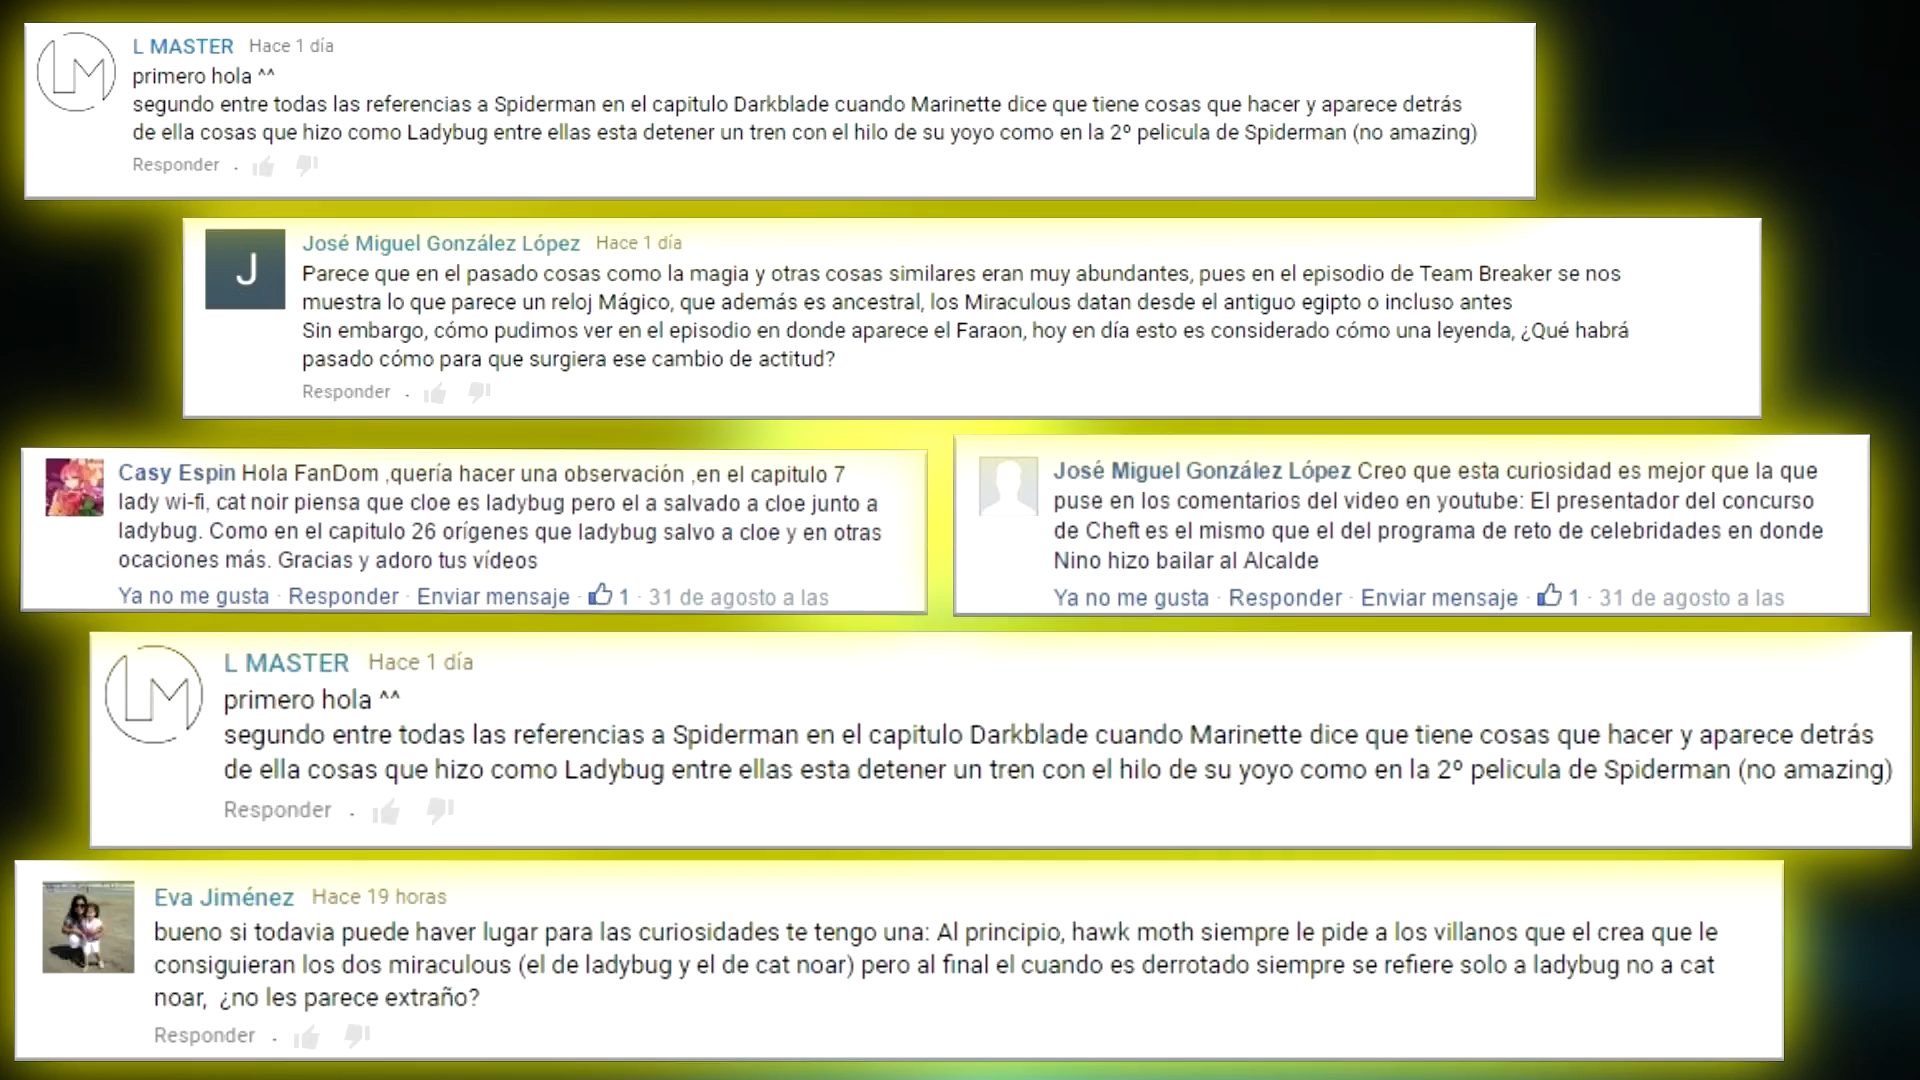 L MASTER Hace 1 día
primero hola ^^
segundo entre todas las referencias a Spiderman en el capitulo Darkblade cuando Marinette dice que tiene cosas que hacer y aparece detrás
de ella cosas que hizo como Ladybug entre ellas esta detener un tren con el hilo de su yoyo como en la 2º pelicula de Spiderman (no amazing)
Responder .
J
José Miguel González López Hace 1 día
Parece que en el pasado cosas como la magia y otras cosas similares eran muy abundantes, pues en el episodio de Team Breaker se nos
muestra lo que parece un reloj Mágico, que además es ancestral, los Miraculous datan desde el antiguo egipto o incluso antes
Sin embargo, cómo pudimos ver en el episodio en donde aparece el Faraon, hoy en día esto es considerado cómo una leyenda, ¿Qué habrá
pasado cómo para que surgiera ese cambio de actitud?
Responder .
Casy Espin Hola FanDom ,quería hacer una observación ,en el capitulo 7
lady wi-fi, cat noir piensa que cloe es ladybug pero el a salvado a cloe junto a
ladybug. Como en el capitulo 26 orígenes que ladybug salvo a cloe y en otras
ocaciones más. Gracias y adoro tus vídeos
Ya no me gusta · Responder · Enviar mensaje · 1 · 31 de agosto a las
José Miguel González López Creo que esta curiosidad es mejor que la que
puse en los comentarios del video en youtube: El presentador del concurso
de Cheft es el mismo que el del programa de reto de celebridades en donde
Nino hizo bailar al Alcalde
Ya no me gusta · Responder · Enviar mensaje · 1 · 31 de agosto a las
L MASTER Hace 1 día
primero hola ^^
segundo entre todas las referencias a Spiderman en el capitulo Darkblade cuando Marinette dice que tiene cosas que hacer y aparece detrás
de ella cosas que hizo como Ladybug entre ellas esta detener un tren con el hilo de su yoyo como en la 2º pelicula de Spiderman (no amazing)
Responder .
Eva Jiménez Hace 19 horas
bueno si todavia puede haver lugar para las curiosidades te tengo una: Al principio, hawk moth siempre le pide a los villanos que el crea que le
consiguieran los dos miraculous (el de ladybug y el de cat noar) pero al final el cuando es derrotado siempre se refiere solo a ladybug no a cat
noar, ¿no les parece extraño?
Responder .